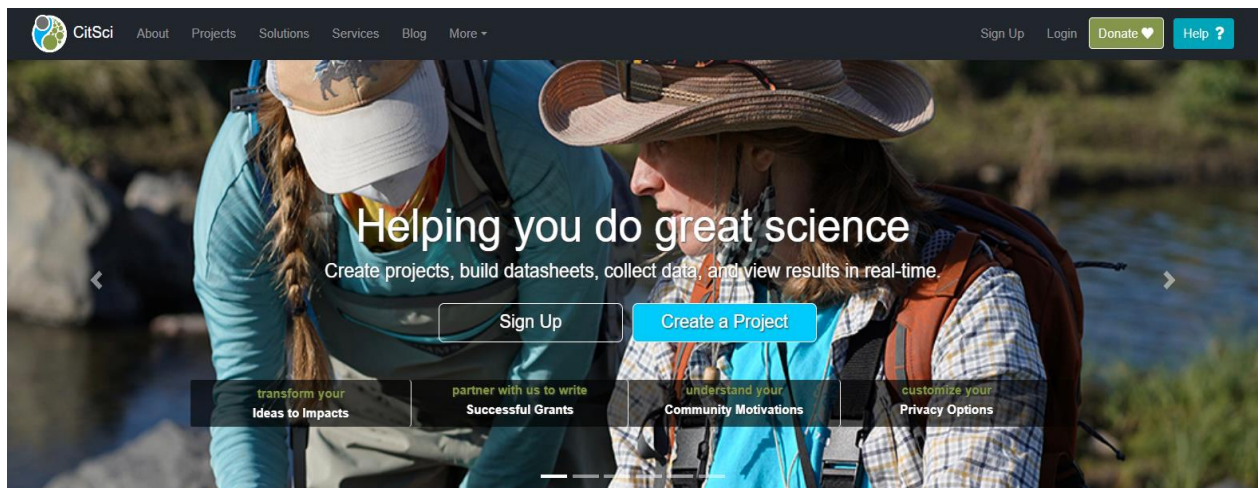 CitSci About Projects Solutions Services Blog More Sign Up Login Donate Help ?
Helping you do great science
Create projects, build datasheets, collect data, and view results in real-time.
Sign Up Create a Project
transform your
Ideas to Impacts
partner with us to write
Successful Grants
understand your
Community Motivations
customize your
Privacy Options